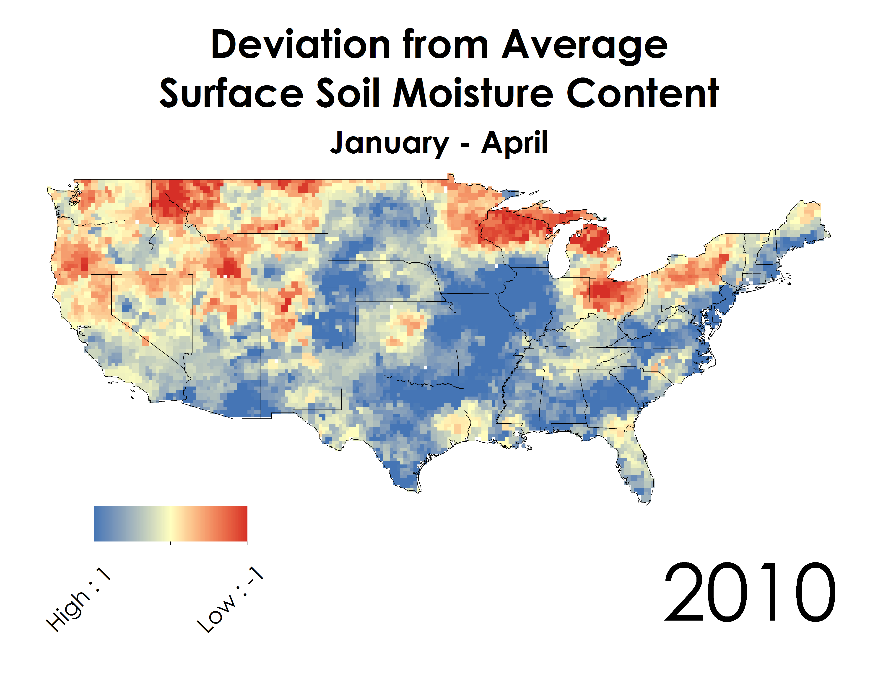 Deviation from Average
Surface Soil Moisture Content
January - April
High : 1
Low : -1
2010